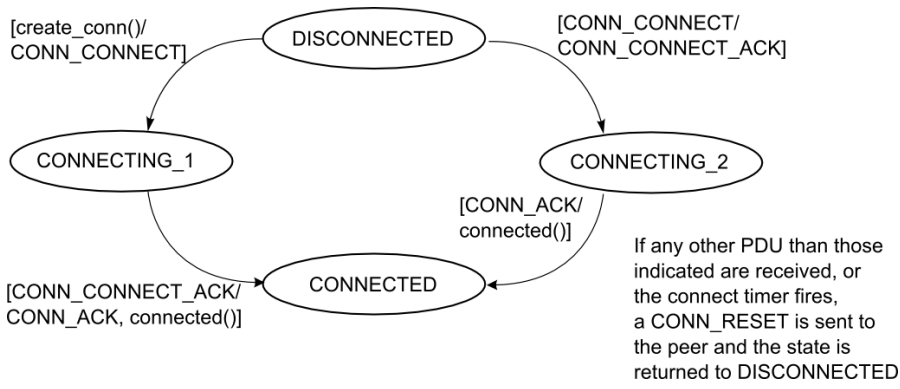 [create_conn()/
CONN_CONNECT]
DISCONNECTED
[CONN_CONNECT/
CONN_CONNECT_ACK]
CONNECTING_1
CONNECTING_2
[CONN_ACK/
connected()]
[CONN_CONNECT_ACK/
CONN_ACK, connected()]
CONNECTED
If any other PDU than those
indicated are received, or
the connect timer fires,
a CONN_RESET is sent to
the peer and the state is
returned to DISCONNECTED